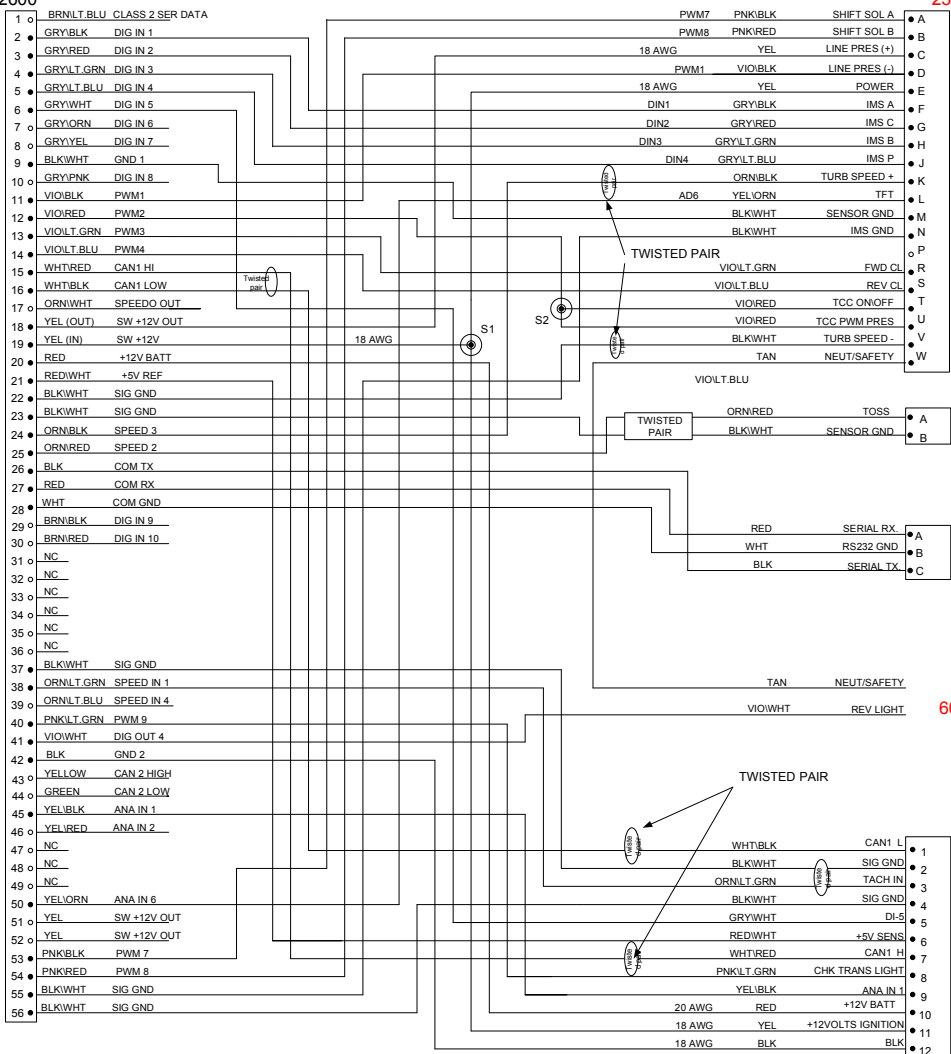 2600
25
1 BRN\LT.BLU CLASS 2 SER DATA
2 GRY\BLK DIG IN 1
3 GRY\RED DIG IN 2
4 GRY\LT.GRN DIG IN 3
5 GRY\LT.BLU DIG IN 4
6 GRY\WHT DIG IN 5
7 GRY\ORN DIG IN 6
8 GRY\YEL DIG IN 7
9 BLK\WHT GND 1
10 GRY\PNK DIG IN 8
11 VIO\BLK PWM1
12 VIO\RED PWM2
13 VIO\LT.GRN PWM3
14 VIO\LT.BLU PWM4
15 WHT\RED CAN1 HI
16 WHT\BLK CAN1 LOW
17 ORN\WHT SPEEDO OUT
18 YEL (OUT) SW +12V OUT
19 YEL (IN) SW +12V 18 AWG
20 RED +12V BATT
21 RED\WHT +5V REF
22 BLK\WHT SIG GND
23 BLK\WHT SIG GND
24 ORN\BLK SPEED 3
25 ORN\RED SPEED 2
26 BLK COM TX
27 RED COM RX
28 WHT COM GND
29 BRN\BLK DIG IN 9
30 BRN\RED DIG IN 10
31 NC
32 NC
33 NC
34 NC
35 NC
36 NC
37 BLK\WHT SIG GND
38 ORN\LT.GRN SPEED IN 1
39 ORN\LT.BLU SPEED IN 4
40 PNK\LT.GRN PWM 9
41 VIO\WHT DIG OUT 4
42 BLK GND 2
43 YELLOW CAN 2 HIGH
44 GREEN CAN 2 LOW
45 YEL\BLK ANA IN 1
46 YEL\RED ANA IN 2
47 NC
48 NC
49 NC
50 YEL\ORN ANA IN 6
51 YEL SW +12V OUT
52 YEL SW +12V OUT
53 PNK\BLK PWM 7
54 PNK\RED PWM 8
55 BLK\WHT SIG GND
56 BLK\WHT SIG GND
Twisted
pair
S1
S2
PWM7 PNK\BLK SHIFT SOL A A
PWM8 PNK\RED SHIFT SOL B B
18 AWG YEL LINE PRES (+) C
PWM1 VIO\BLK LINE PRES (-) D
18 AWG YEL POWER E
DIN1 GRY\BLK IMS A F
DIN2 GRY\RED IMS C G
DIN3 GRY\LT.GRN IMS B H
DIN4 GRY\LT.BLU IMS P J
ORN\BLK TURB SPEED + K
AD6 YEL\ORN TFT L
BLK\WHT SENSOR GND M
BLK\WHT IMS GND N
P
VIO\LT.GRN FWD CL R
VIO\LT.BLU REV CL S
VIO\RED TCC ON\OFF T
VIO\RED TCC PWM PRES U
BLK\WHT TURB SPEED - V
TAN NEUT/SAFETY W
Twisted
pair
TWISTED PAIR
Twiste
d pair
VIO\LT.BLU
TWISTED
PAIR
ORN\RED TOSS A
BLK\WHT SENSOR GND B
RED SERIAL RX. A
WHT RS232 GND B
BLK SERIAL TX. C
TAN NEUT/SAFETY
VIO\WHT REV LIGHT
60
TWISTED PAIR
Twiste
d pair
Twiste
d pair
Twiste
d pair
WHT\BLK CAN1 L 1
BLK\WHT SIG GND 2
ORN\LT.GRN TACH IN 3
BLK\WHT SIG GND 4
GRY\WHT DI-5 5
RED\WHT +5V SENS 6
WHT\RED CAN1 H 7
PNK\LT.GRN CHK TRANS LIGHT 8
YEL\BLK ANA IN 1 9
20 AWG RED +12V BATT 10
18 AWG YEL +12VOLTS IGNITION 11
18 AWG BLK BLK 12